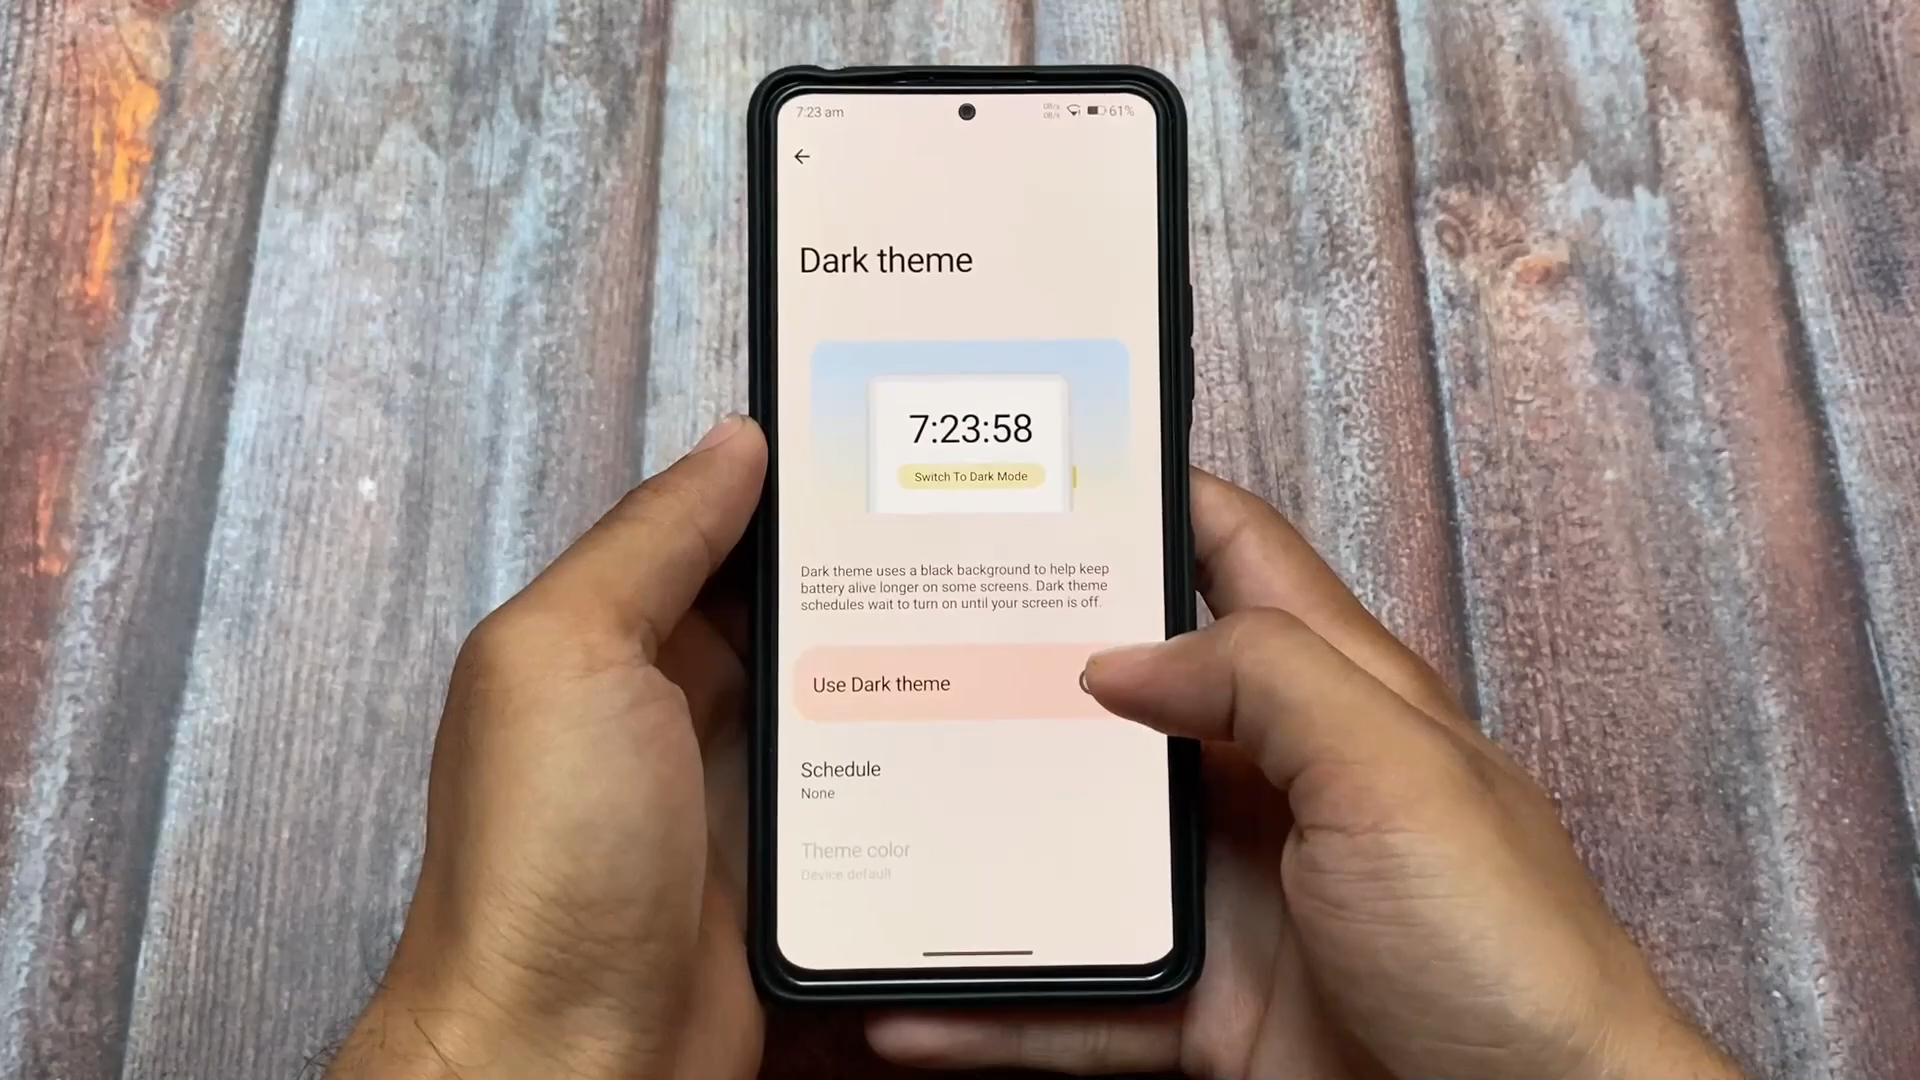 7:23 am
0B/s
0B/s
61%
Dark theme
7:23:58
Switch To Dark Mode
Dark theme uses a black background to help keep
battery alive longer on some screens. Dark theme
schedules wait to turn on until your screen is off.
Use Dark theme
Schedule
None
Theme color
Device default